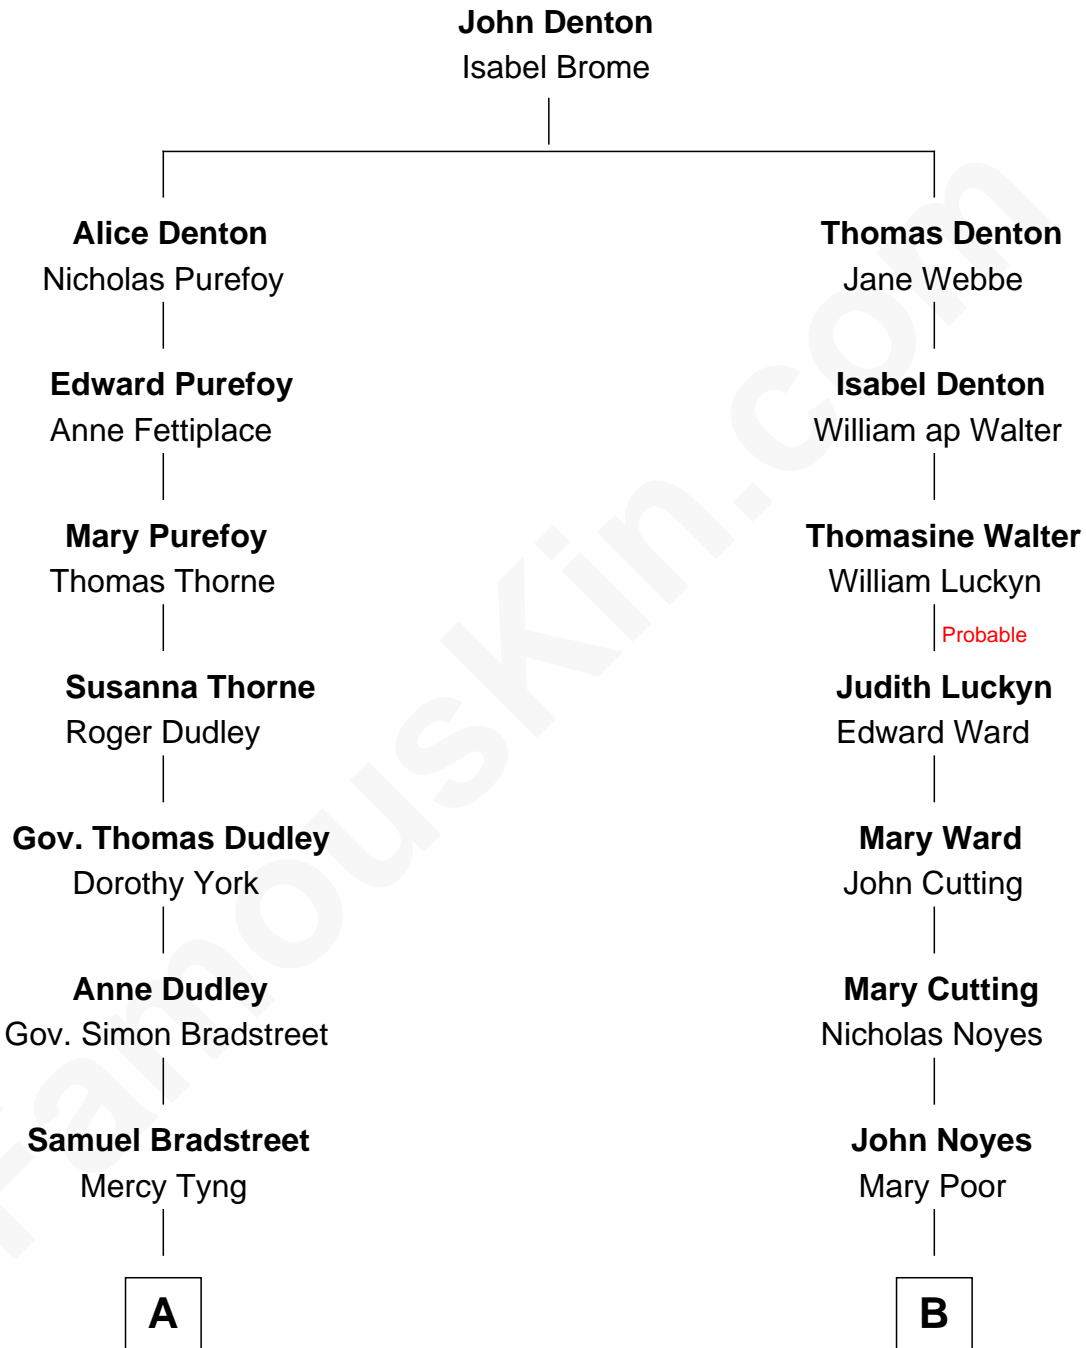 John Denton
Isabel Brome
Alice Denton
Nicholas Purefoy
Thomas Denton
Jane Webbe
Edward Purefoy
Anne Fettiplace
Isabel Denton
William ap Walter
Mary Purefoy
Thomas Thorne
Thomasine Walter
William Luckyn
Probable
Susanna Thorne
Roger Dudley
Judith Luckyn
Edward Ward
Gov. Thomas Dudley
Dorothy York
Mary Ward
John Cutting
Anne Dudley
Gov. Simon Bradstreet
Mary Cutting
Nicholas Noyes
Samuel Bradstreet
Mercy Tyng
John Noyes
Mary Poor
A
B
FamousKin.com